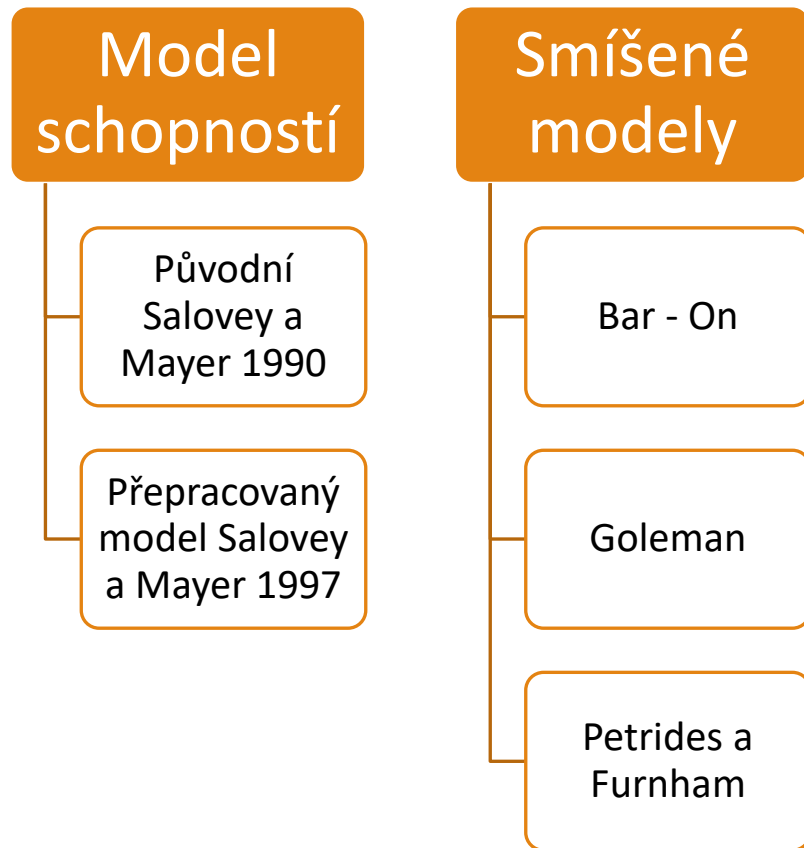 Model
schopností
Původní
Salovey a
Mayer 1990
Přepracovaný
model Salovey
a Mayer 1997
Smíšené
modely
Bar - On
Goleman
Petrides a
Furnham